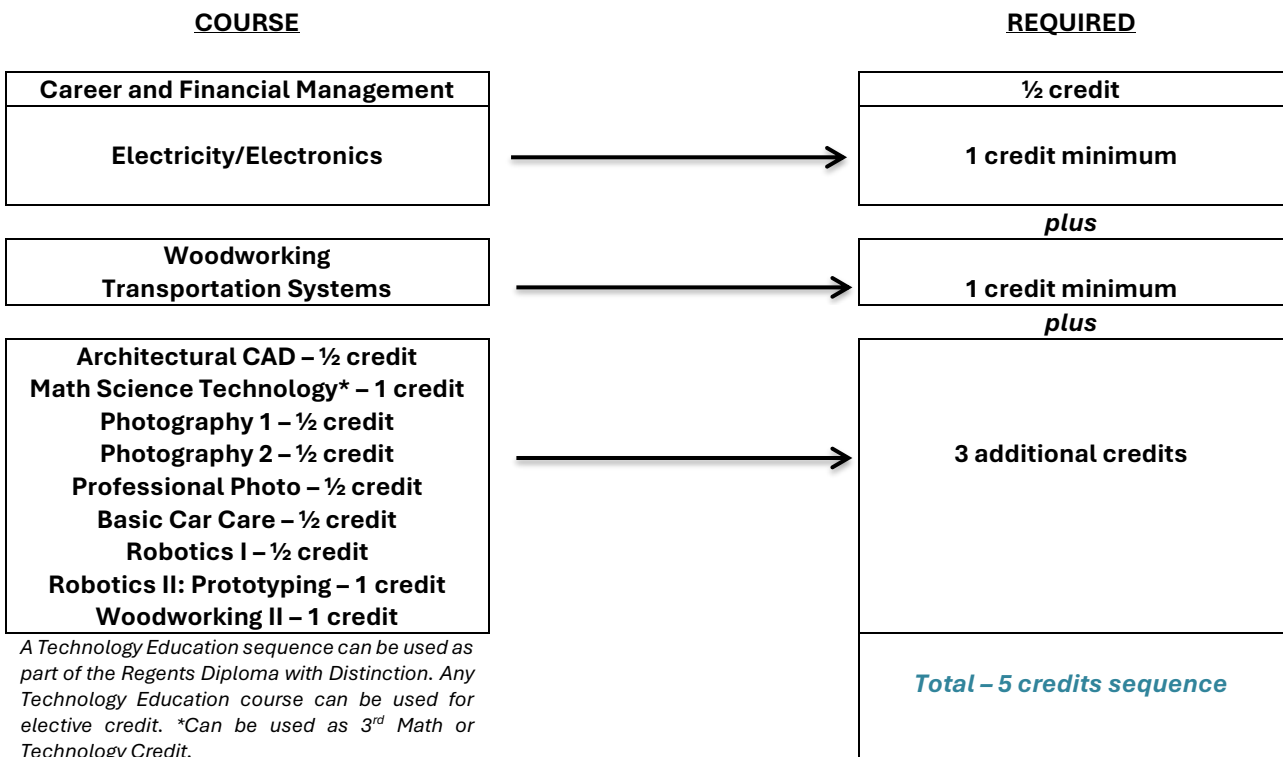 COURSE
REQUIRED
Career and Financial Management
½ credit
Electricity/Electronics
1 credit minimum
plus
Woodworking
Transportation Systems
1 credit minimum
plus
Architectural CAD – ½ credit
Math Science Technology* – 1 credit
Photography 1 – ½ credit
Photography 2 – ½ credit
Professional Photo – ½ credit
Basic Car Care – ½ credit
Robotics I – ½ credit
Robotics II: Prototyping – 1 credit
Woodworking II – 1 credit
3 additional credits
A Technology Education sequence can be used as
part of the Regents Diploma with Distinction. Any
Technology Education course can be used for
elective credit. *Can be used as 3rd Math or
Technology Credit.
Total – 5 credits sequence